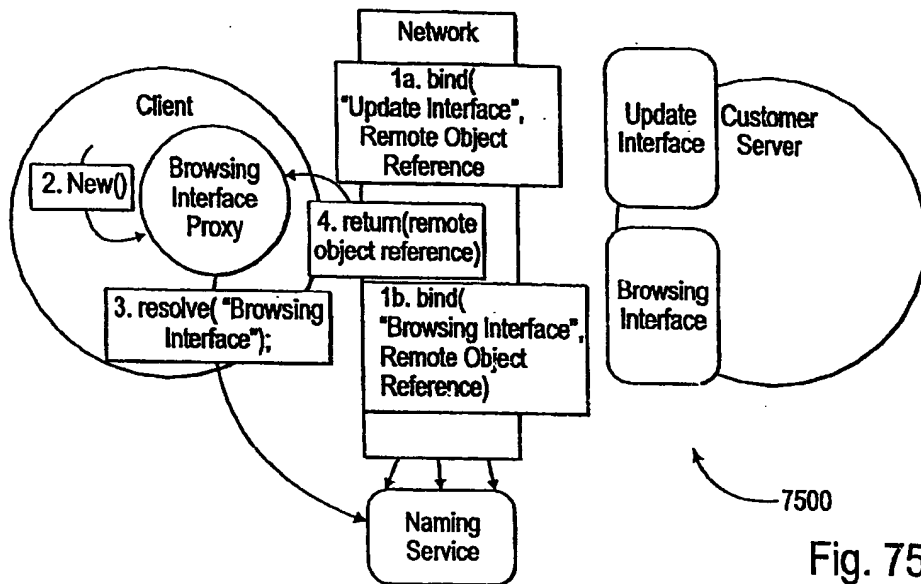 Network
1a. bind(
"Update Interface",
Remote Object
Reference
Client
2. New()
Browsing
Interface
Proxy
4. return(remote
object reference)
3. resolve( "Browsing
Interface");
1b. bind(
"Browsing Interface",
Remote Object
Reference)
Update
Interface
Customer
Server
Browsing
Interface
Naming
Service
7500
Fig. 75